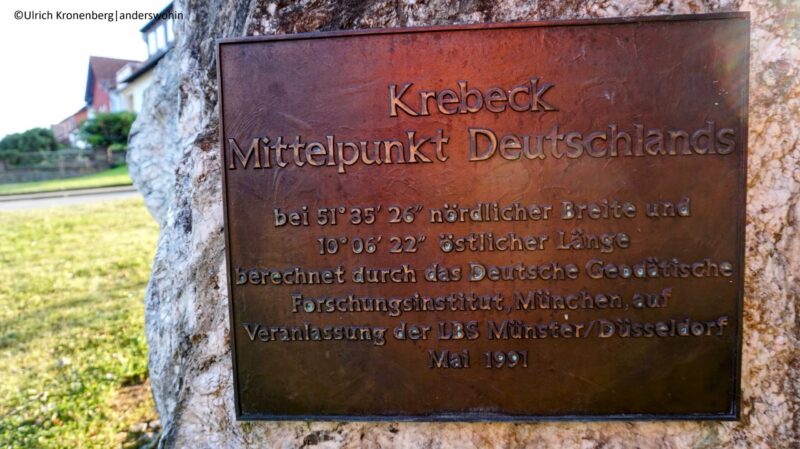 ©Ulrich Kronenberg|anderswohin
Krebeck
Mittelpunkt Deutschlands
bei 51° 35′ 26″ nördlicher Breite und
10° 06′ 22″ östlicher Länge
berechnet durch das Deutsche Geodätische
Forschungsinstitut, München, auf
Veranlassung der LBS Münster/Düsseldorf
Mai 1991